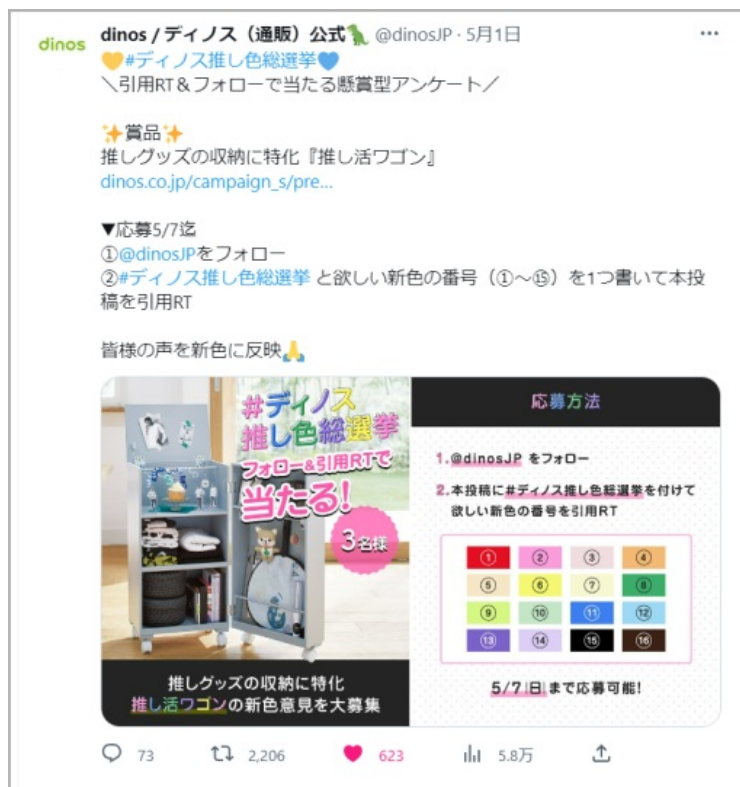 dinos
dinos / ディノス（通販）公式🦖 @dinosJP · 5月1日
💛#ディノス推し色総選挙💙
＼引用RT＆フォローで当たる懸賞型アンケート／
✨賞品✨
推しグッズの収納に特化『推し活ワゴン』
dinos.co.jp/campaign_s/pre...
▼応募5/7迄
①@dinosJPをフォロー
②#ディノス推し色総選挙 と欲しい新色の番号（①～⑮）を1つ書いて本投
稿を引用RT
皆様の声を新色に反映🙏
#ディノス
推し色総選挙
フォロー&引用RTで
当たる!
3名様
推しグッズの収納に特化
推し活ワゴンの新色意見を大募集
応募方法
1.@dinosJP をフォロー
2.本投稿に#ディノス推し色総選挙を付けて
欲しい新色の番号を引用RT
① ② ③ ④
⑤ ⑥ ⑦ ⑧
⑨ ⑩ ⑪ ⑫
⑬ ⑭ ⑮ ⑯
5/7|日|まで応募可能!
73 2,206 623 5.8万